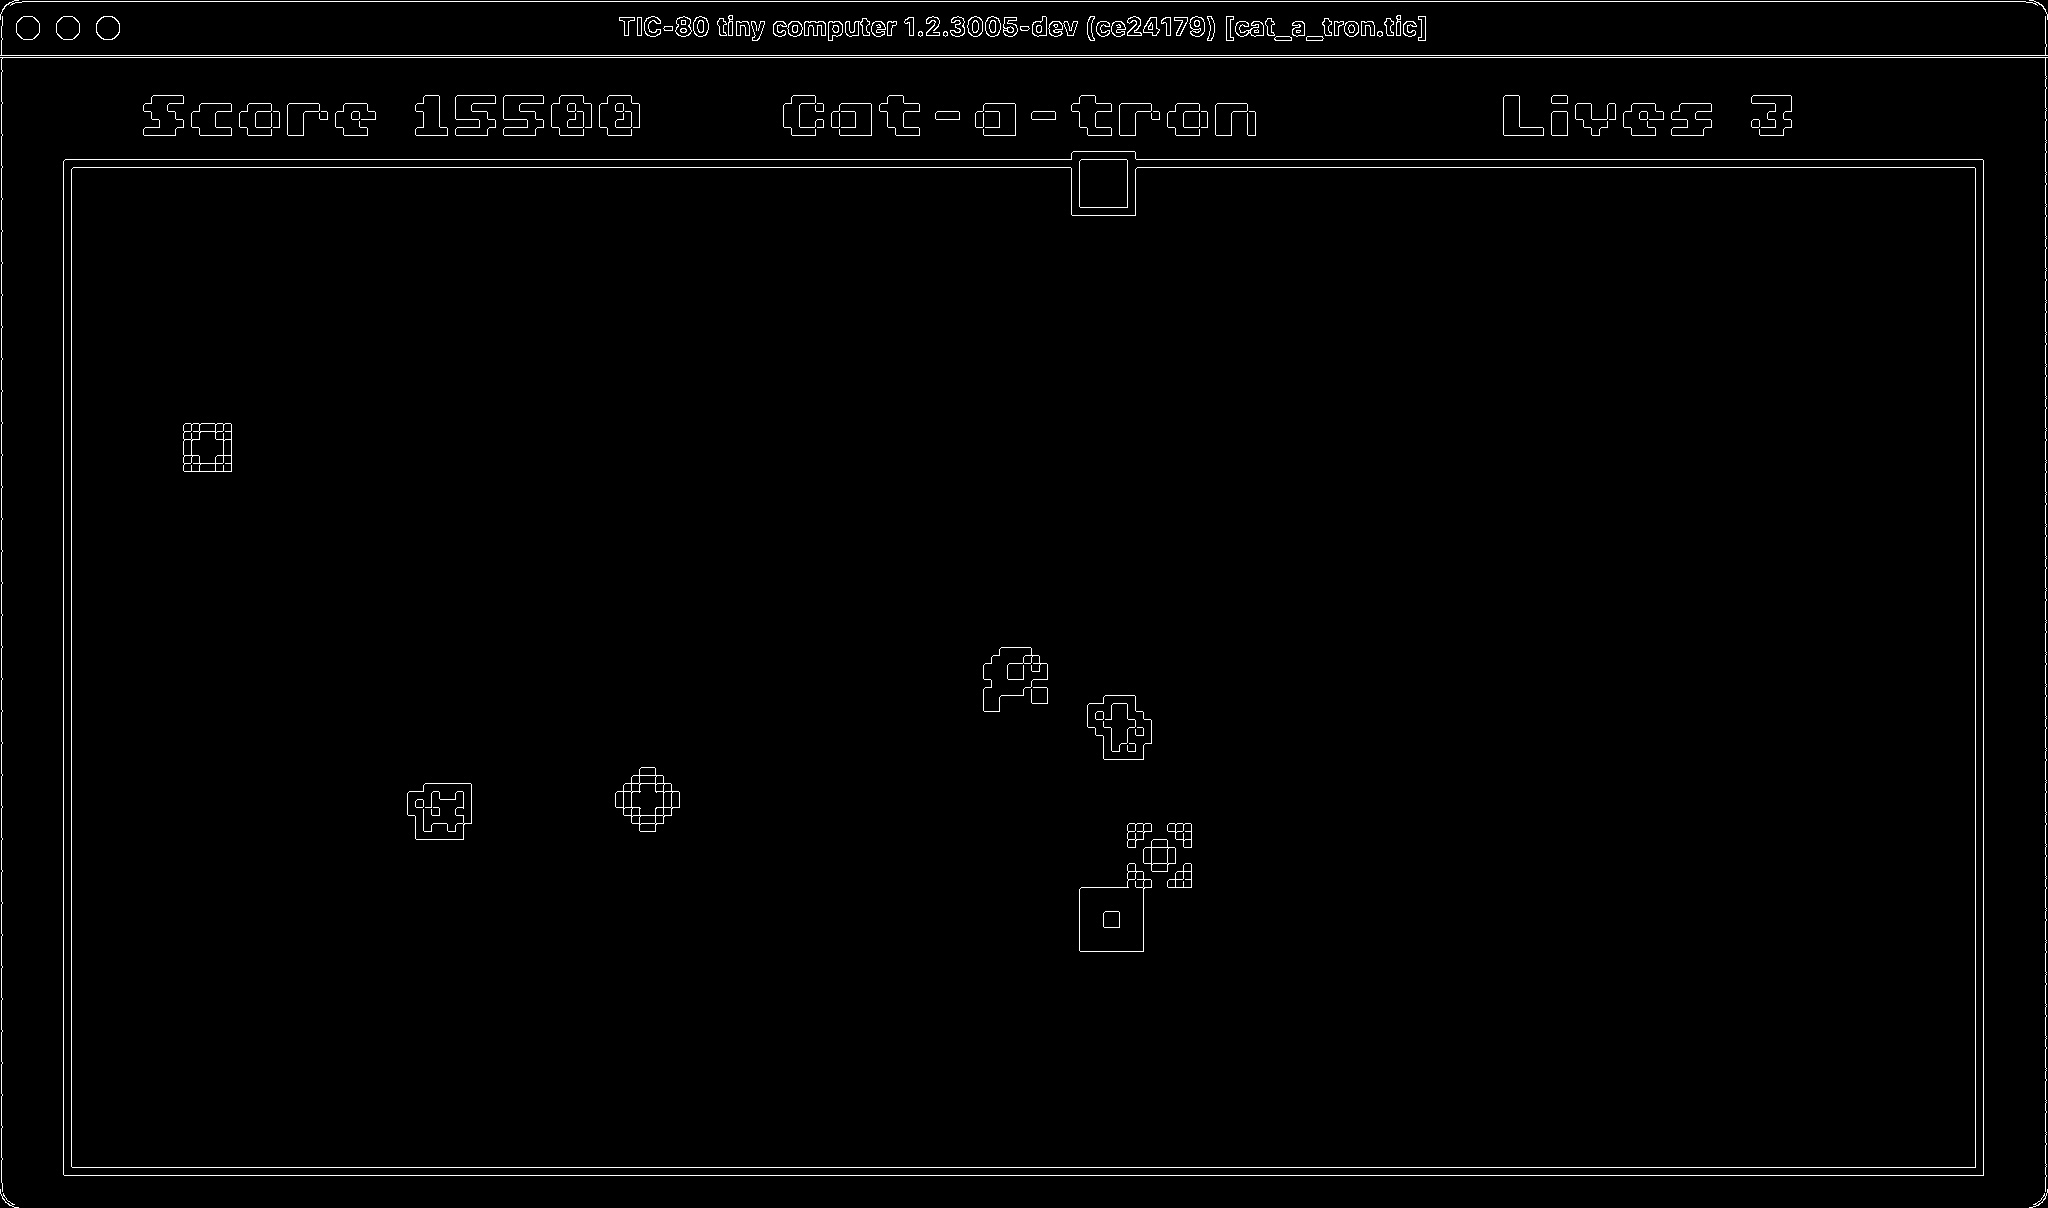 TIC-80 tiny computer 1.2.3005-dev (ce24179) [cat_a_tron.tic]
Score 15500 Cat-a-tron Lives 3